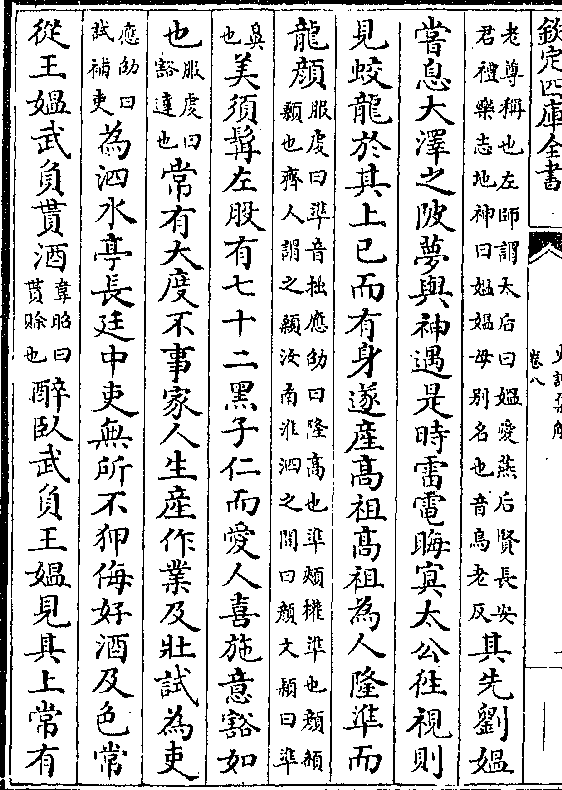 欽定四庫全書
卷八
老尊稱也左師謂太后曰媪愛燕后賢長安君禮樂志地神曰媪媪母别名也音烏老反其先劉媪
嘗息大澤之陂夢與神遇是時雷電晦冥太公往視則
見蛟龍於其上已而有身遂產高祖高祖為人隆準而
龍顔服虔曰準音拙應劭曰隆高也準頰權準也顔額顙也齊人謂之顙汝南淮泗之間曰顔文穎曰準
鼻也美須髯左股有七十二黑子仁而愛人喜施意豁如
也服虔曰豁達也常有大度不事家人生產作業及壯試為吏
應劭曰試補吏為泗水亭長廷中吏無所不狎侮好酒及色常
從王媪武負貰酒韋昭曰貰賒也醉臥武負王媪見其上常有